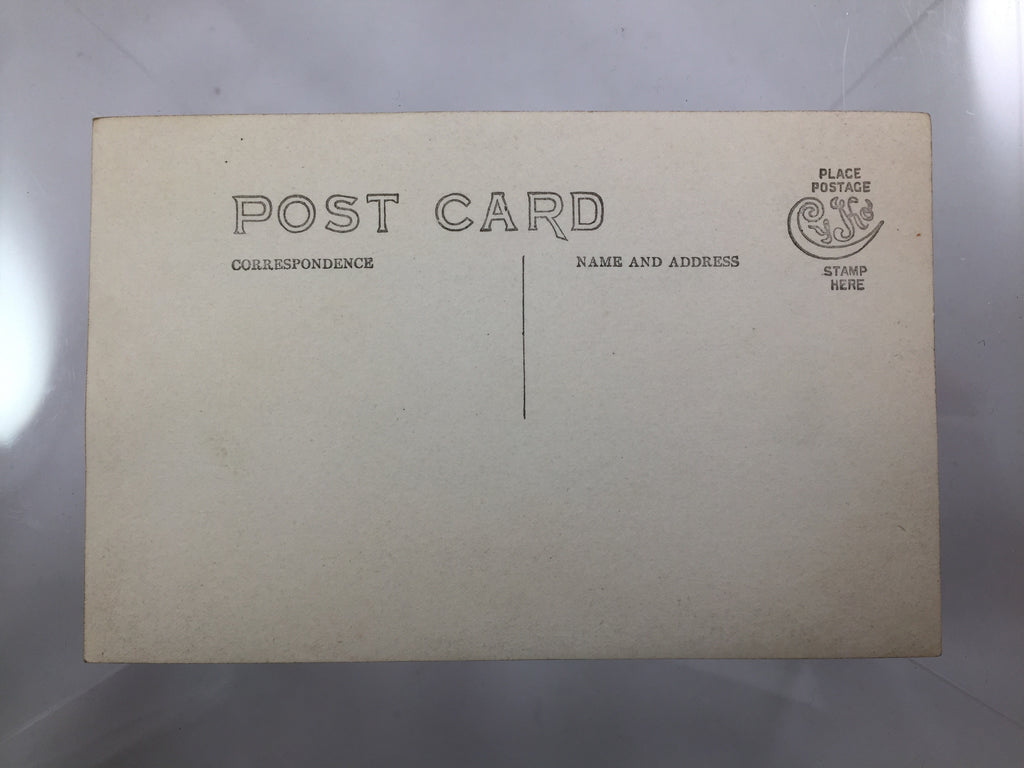 POST CARD
CORRESPONDENCE
NAME AND ADDRESS
PLACE
POSTAGE
STAMP
HERE